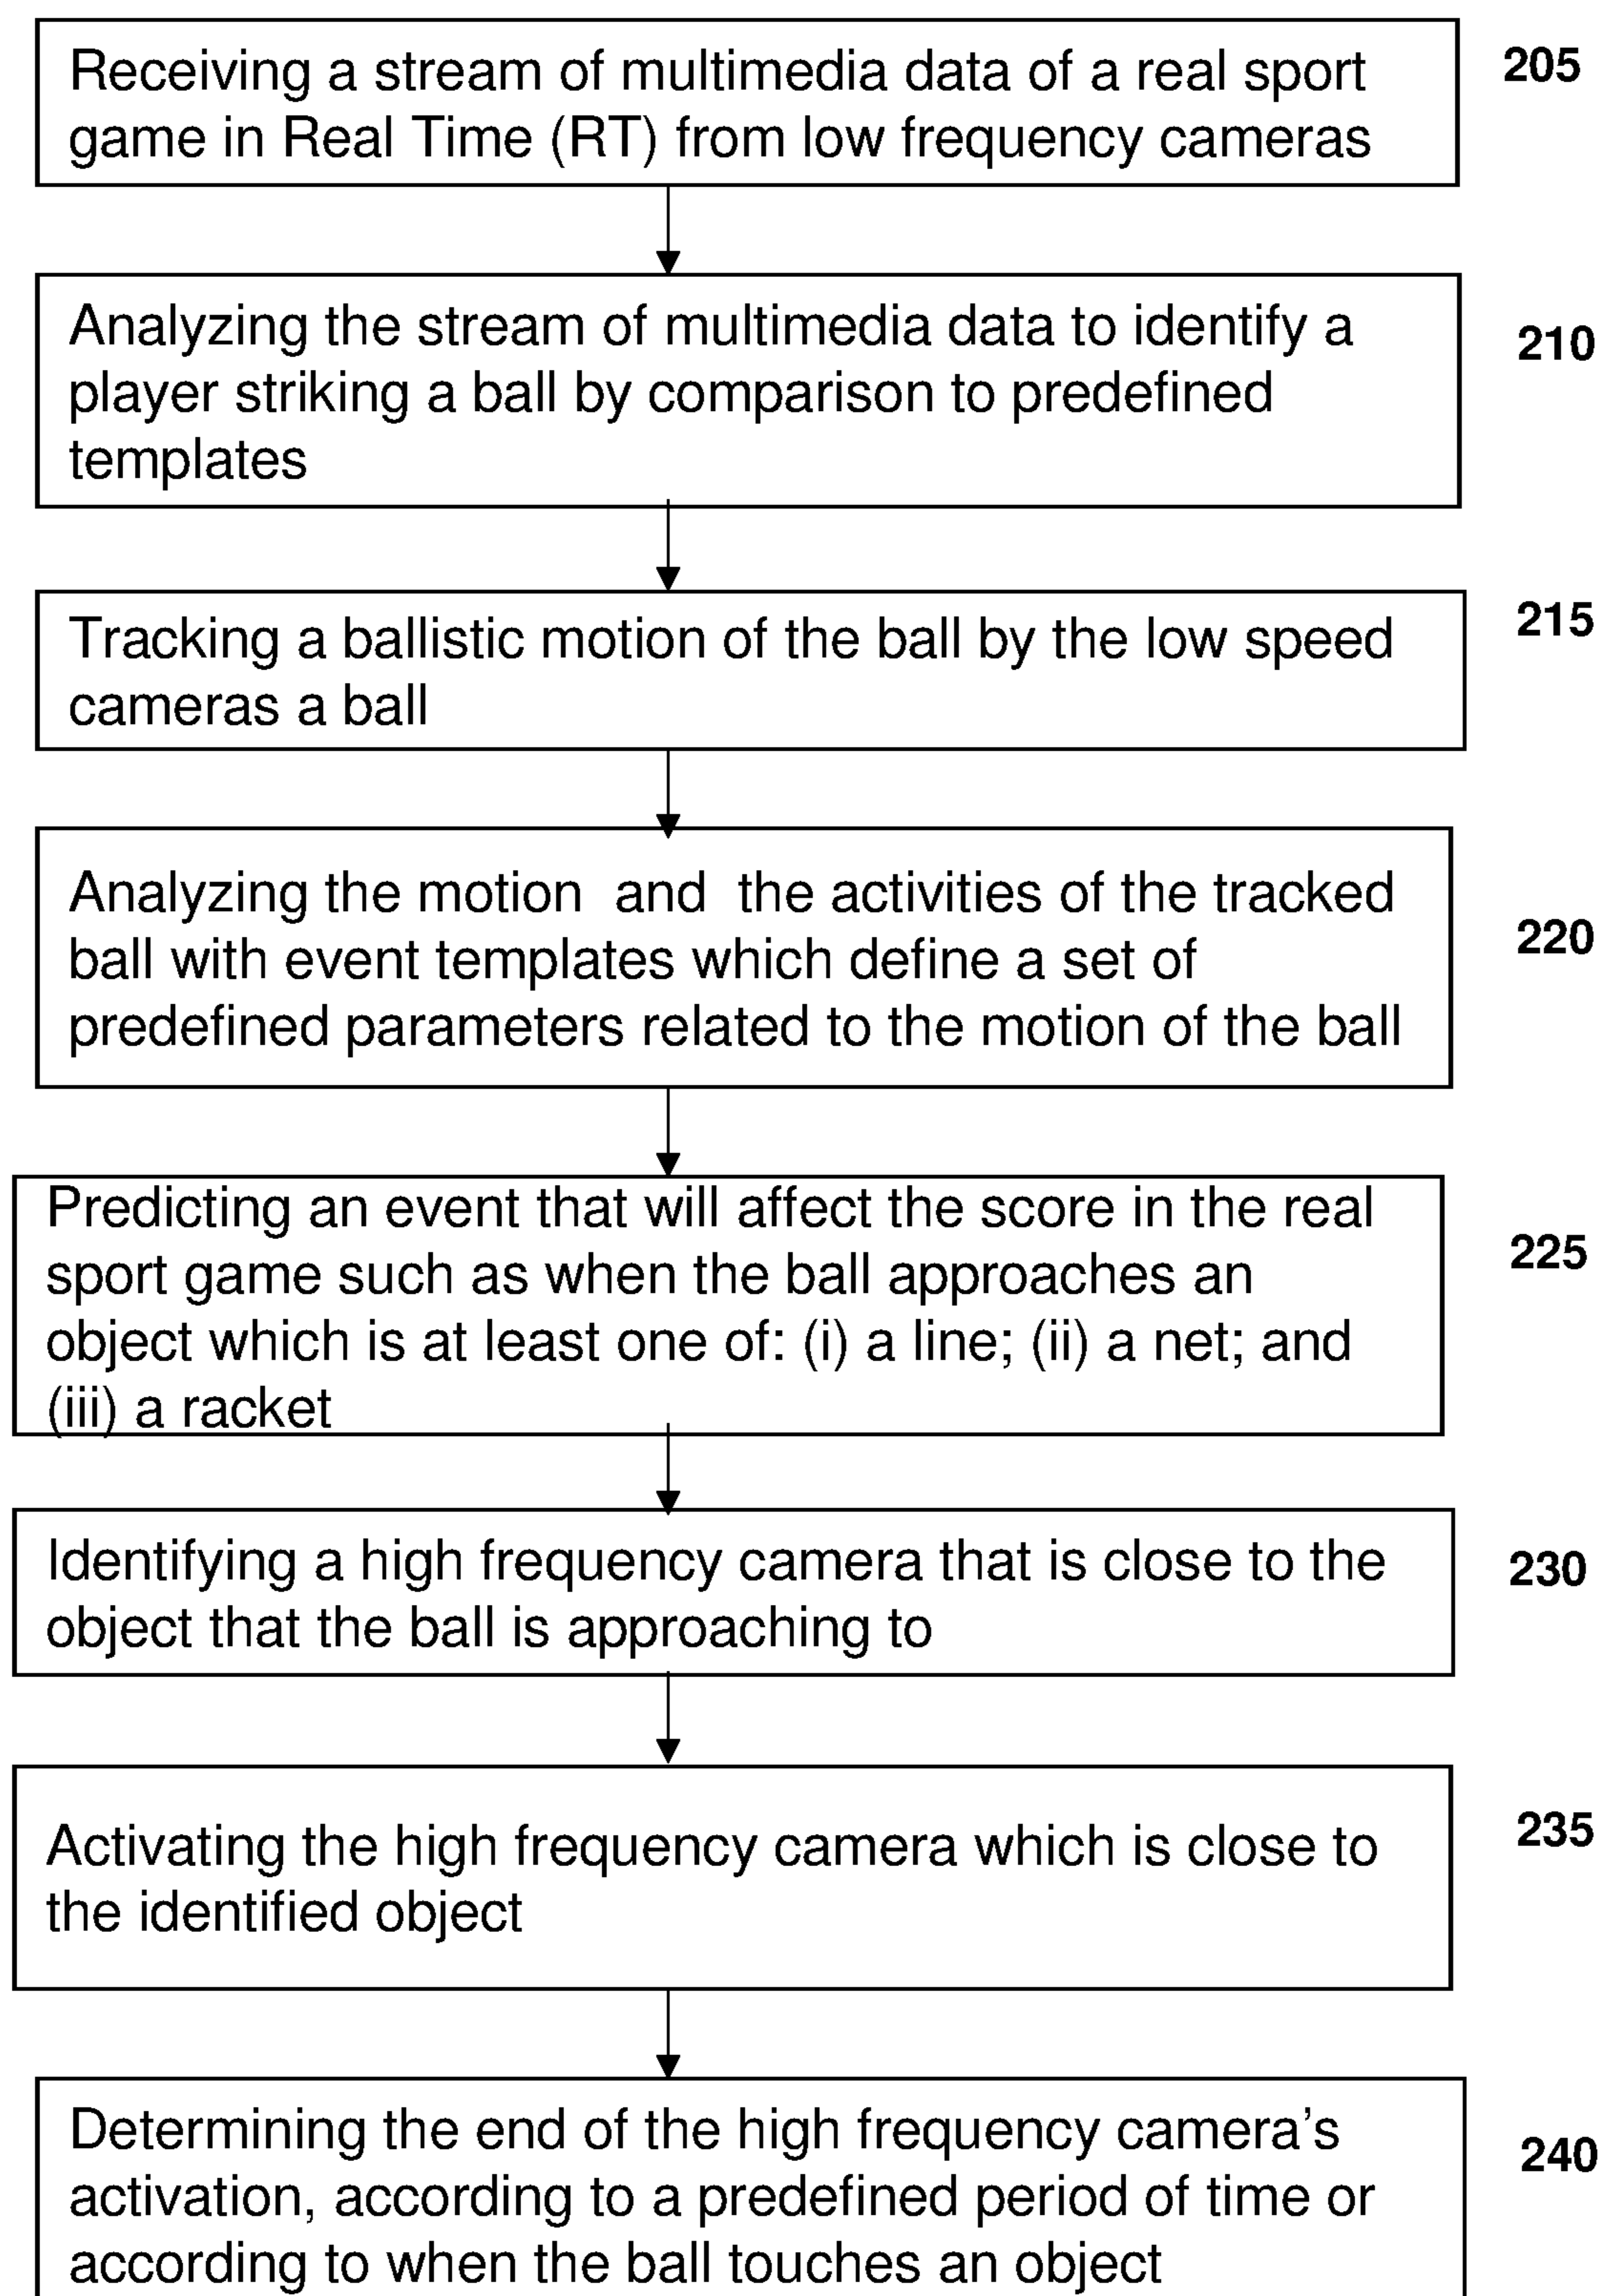 Receiving a stream of multimedia data of a real sport
game in Real Time (RT) from low frequency cameras
205
Analyzing the stream of multimedia data to identify a
player striking a ball by comparison to predefined
templates
210
Tracking a ballistic motion of the ball by the low speed
cameras a ball
215
Analyzing the motion and the activities of the tracked
ball with event templates which define a set of
predefined parameters related to the motion of the ball
220
Predicting an event that will affect the score in the real
sport game such as when the ball approaches an
object which is at least one of: (i) a line; (ii) a net; and
(iii) a racket
225
Identifying a high frequency camera that is close to the
object that the ball is approaching to
230
Activating the high frequency camera which is close to
the identified object
235
Determining the end of the high frequency camera's
activation, according to a predefined period of time or
according to when the ball touches an object
240